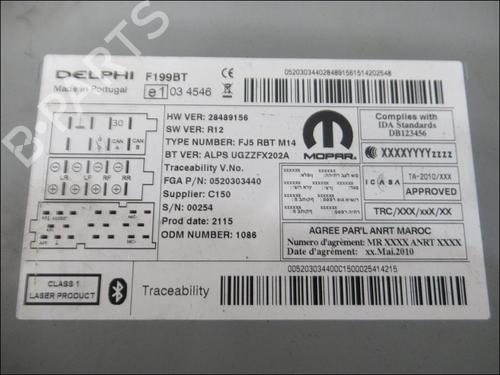 DELPHI F199BT
Made in Portugal
e1 03 4546
0520303440284891561514202548
HW VER: 28489156
SW VER: R12
TYPE NUMBER: FJ5 RBT M14
BT VER: ALPS UGZZFX202A
Traceability V.No.
FGA P/N: 0520303440
Supplier: C150
S/N: 00254
Prod date: 2115
ODM NUMBER: 1086
MOPAR
Complies with
IDA Standards
DB123456
XXXXYYYYzzzz
ICASA
TA-2010/XXX
APPROVED
TRC/XXX/xx/XX
AGREE PAR'L ANRT MAROC
Numero d'agrément: MR XXXX ANRT XXXX
Date d'agrément: xx.Mai.2010
30
CAN B
CAN A
LR LF RF RR
CLASS 1
LASER PRODUCT
Traceability
00520303440001500025414215
B-PARTS